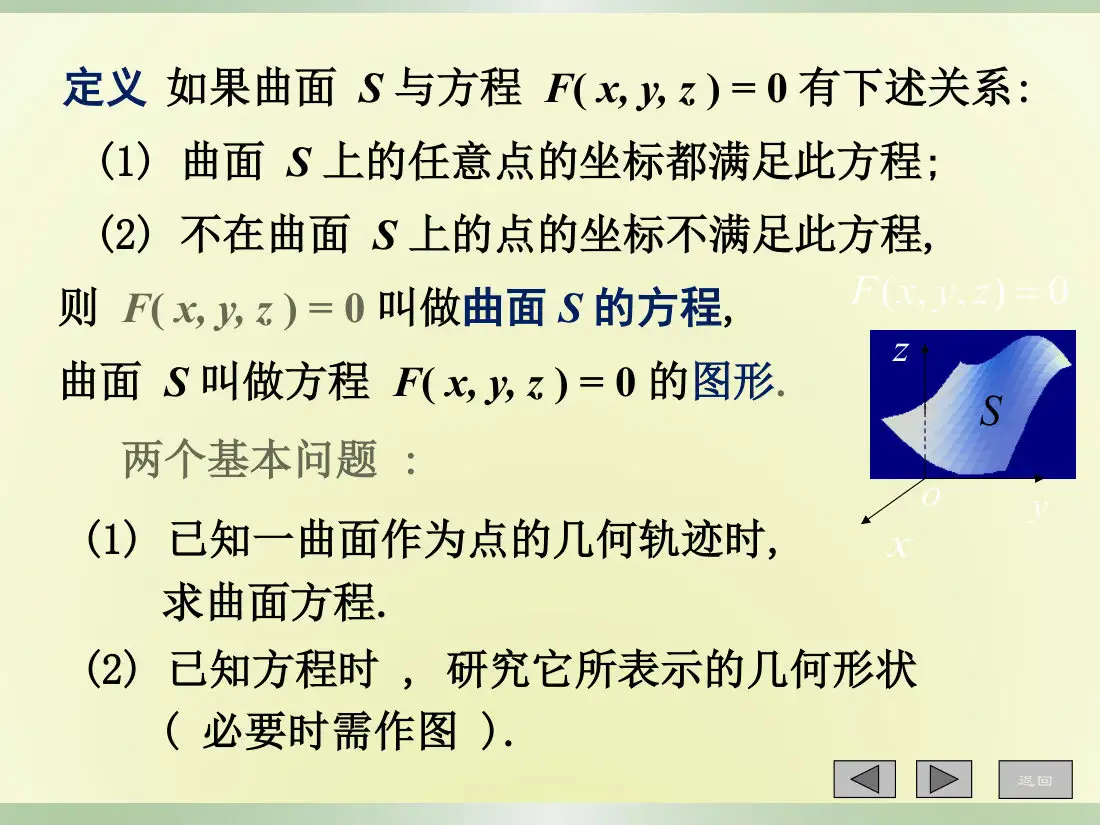 定义 如果曲面 S 与方程 F( x, y, z ) = 0 有下述关系:
(1) 曲面 S 上的任意点的坐标都满足此方程;
(2) 不在曲面 S 上的点的坐标不满足此方程,
则 F( x, y, z ) = 0 叫做曲面 S 的方程,
曲面 S 叫做方程 F( x, y, z ) = 0 的图形.
两个基本问题 :
(1) 已知一曲面作为点的几何轨迹时,
求曲面方程.
(2) 已知方程时 , 研究它所表示的几何形状
( 必要时需作图 ).
F(x, y, z) = 0
z
S
o
y
x
返回